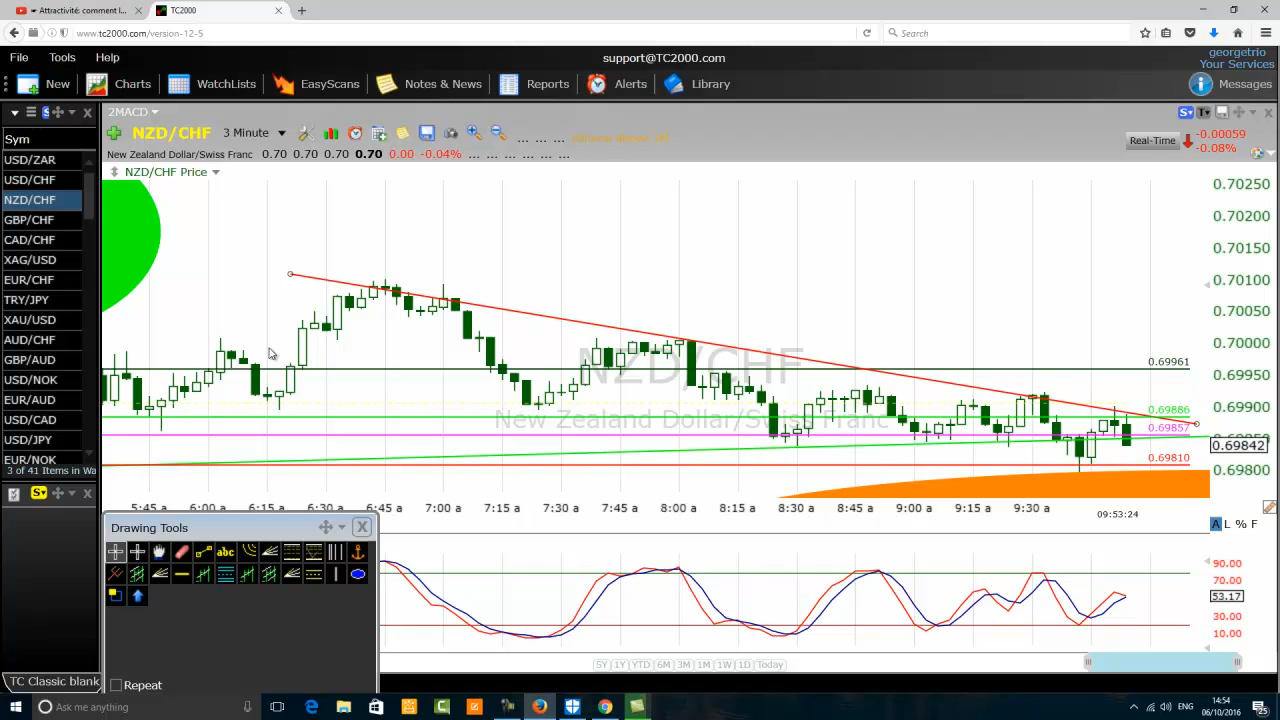 Attractivité: comment l...
TC2000
www.tc2000.com/version-12-5
Search
File Tools Help
support@TC2000.com
georgetrio
Your Services
New Charts WatchLists EasyScans Notes & News Reports Alerts Library
Messages
2MACD
Sym
NZD/CHF 3 Minute
Real-Time
-0.00059
-0.08%
New Zealand Dollar/Swiss Franc 0.70 0.70 0.70 0.70 0.00 -0.04% ... ... ... ... ...
NZD/CHF Price
USD/ZAR
USD/CHF
NZD/CHF
GBP/CHF
CAD/CHF
XAG/USD
EUR/CHF
TRY/JPY
XAU/USD
AUD/CHF
GBP/AUD
USD/NOK
EUR/AUD
USD/CAD
USD/JPY
EUR/NOK
3 of 41 Items in Wa
NZD/CHF
New Zealand Dollar/Swiss Franc
0.70250
0.70200
0.70150
0.70100
0.70050
0.70000
0.69950
0.69900
0.69842
0.69800
0.69961
0.69886
0.69857
0.69810
5:45 a 6:00 a 6:15 a 6:30 a 6:45 a 7:00 a 7:15 a 7:30 a 7:45 a 8:00 a 8:15 a 8:30 a 8:45 a 9:00 a 9:15 a 9:30 a
09:53:24
A L % F
Drawing Tools
abc
Repeat
90.00
70.00
53.17
30.00
10.00
5Y 1Y YTD 6M 3M 1M 1W 1D Today
TC Classic blank
Ask me anything
ENG
14:54
06/10/2016
25